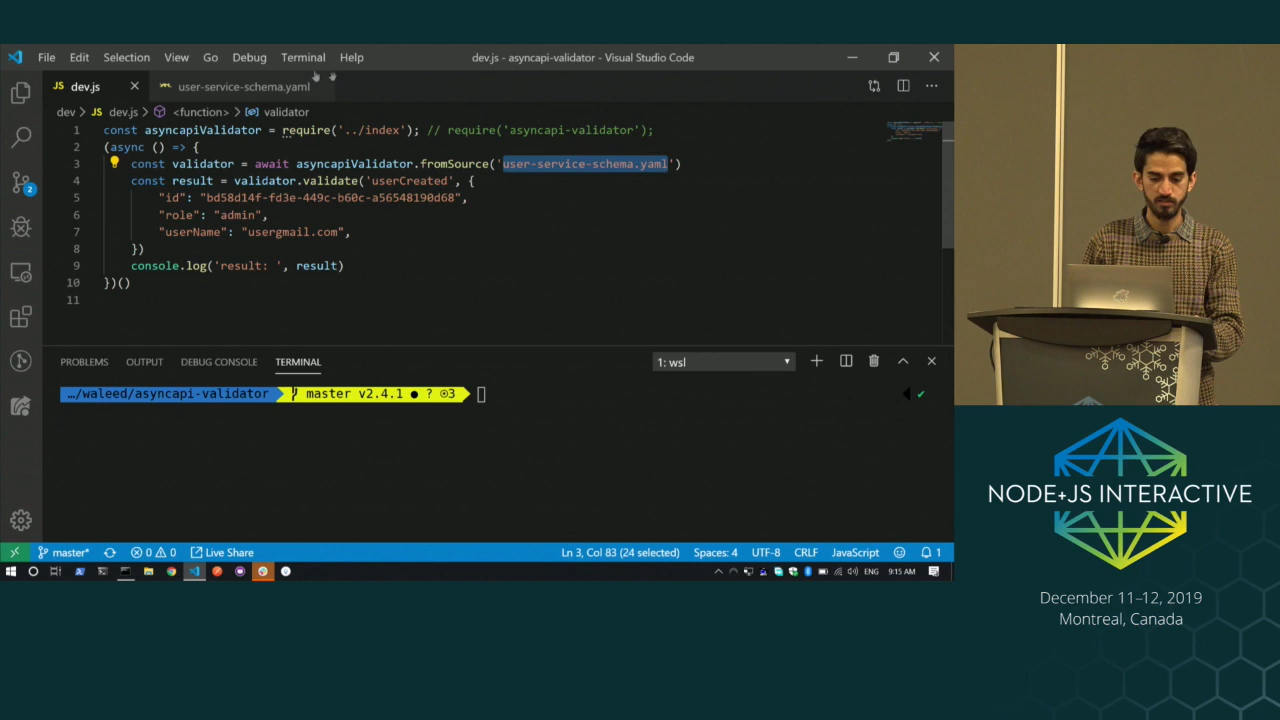 File Edit Selection View Go Debug Terminal Help
dev.js - asyncapi-validator - Visual Studio Code
JS dev.js
user-service-schema.yaml
dev > JS dev.js > <function> > validator
1 const asyncapiValidator = require('../index'); // require('asyncapi-validator');
2 (async () => {
3 const validator = await asyncapiValidator.fromSource('user-service-schema.yaml')
4 const result = validator.validate('userCreated', {
5 "id": "bd58d14f-fd3e-449c-b60c-a56548190d68",
6 "role": "admin",
7 "userName": "usergmail.com",
8 })
9 console.log('result: ', result)
10 })()
11
2
PROBLEMS OUTPUT DEBUG CONSOLE TERMINAL
1: wsl
…/waleed/asyncapi-validator master v2.4.1 ● ? ⊙3
master* 0 0 Live Share
Ln 3, Col 83 (24 selected) Spaces: 4 UTF-8 CRLF JavaScript 1
ENG 9:15 AM
NODE+JS INTERACTIVE
December 11–12, 2019
Montreal, Canada